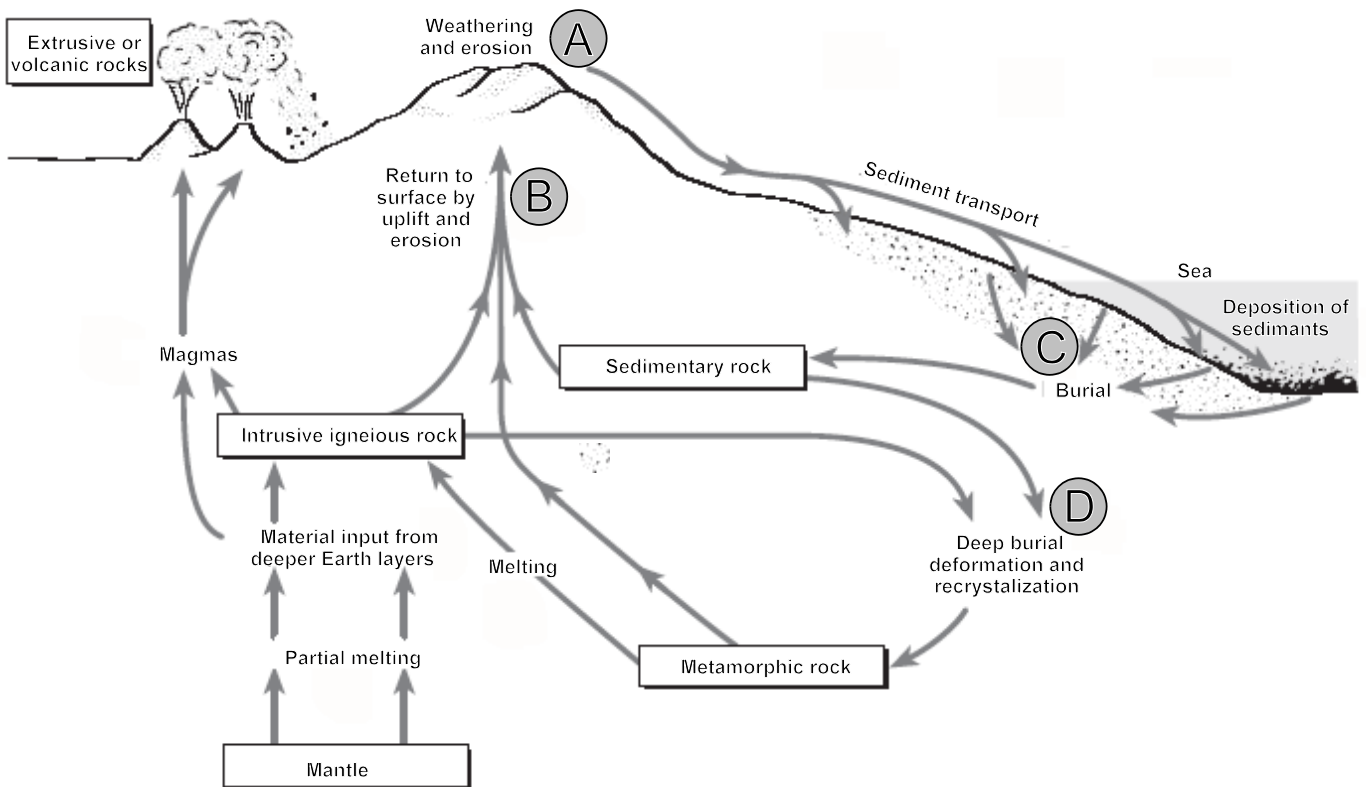 Extrusive or
volcanic rocks
Weathering
and erosion
A
Return to
surface by
uplift and
erosion
B
Sediment transport
Sea
Deposition of
sedimants
C
Burial
Magmas
Sedimentary rock
Intrusive igneious rock
D
Deep burial
deformation and
recrystalization
Material input from
deeper Earth layers
Melting
Partial melting
Metamorphic rock
Mantle